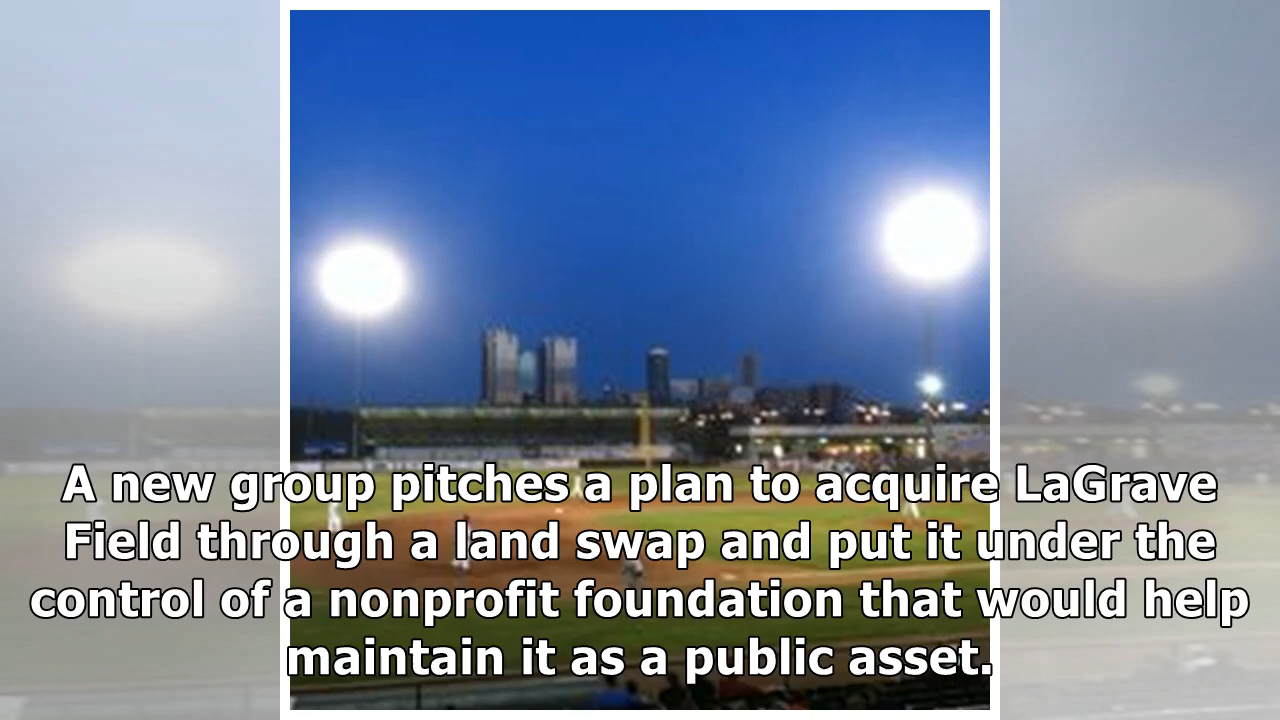 A new group pitches a plan to acquire LaGrave
Field through a land swap and put it under the
control of a nonprofit foundation that would help
maintain it as a public asset.